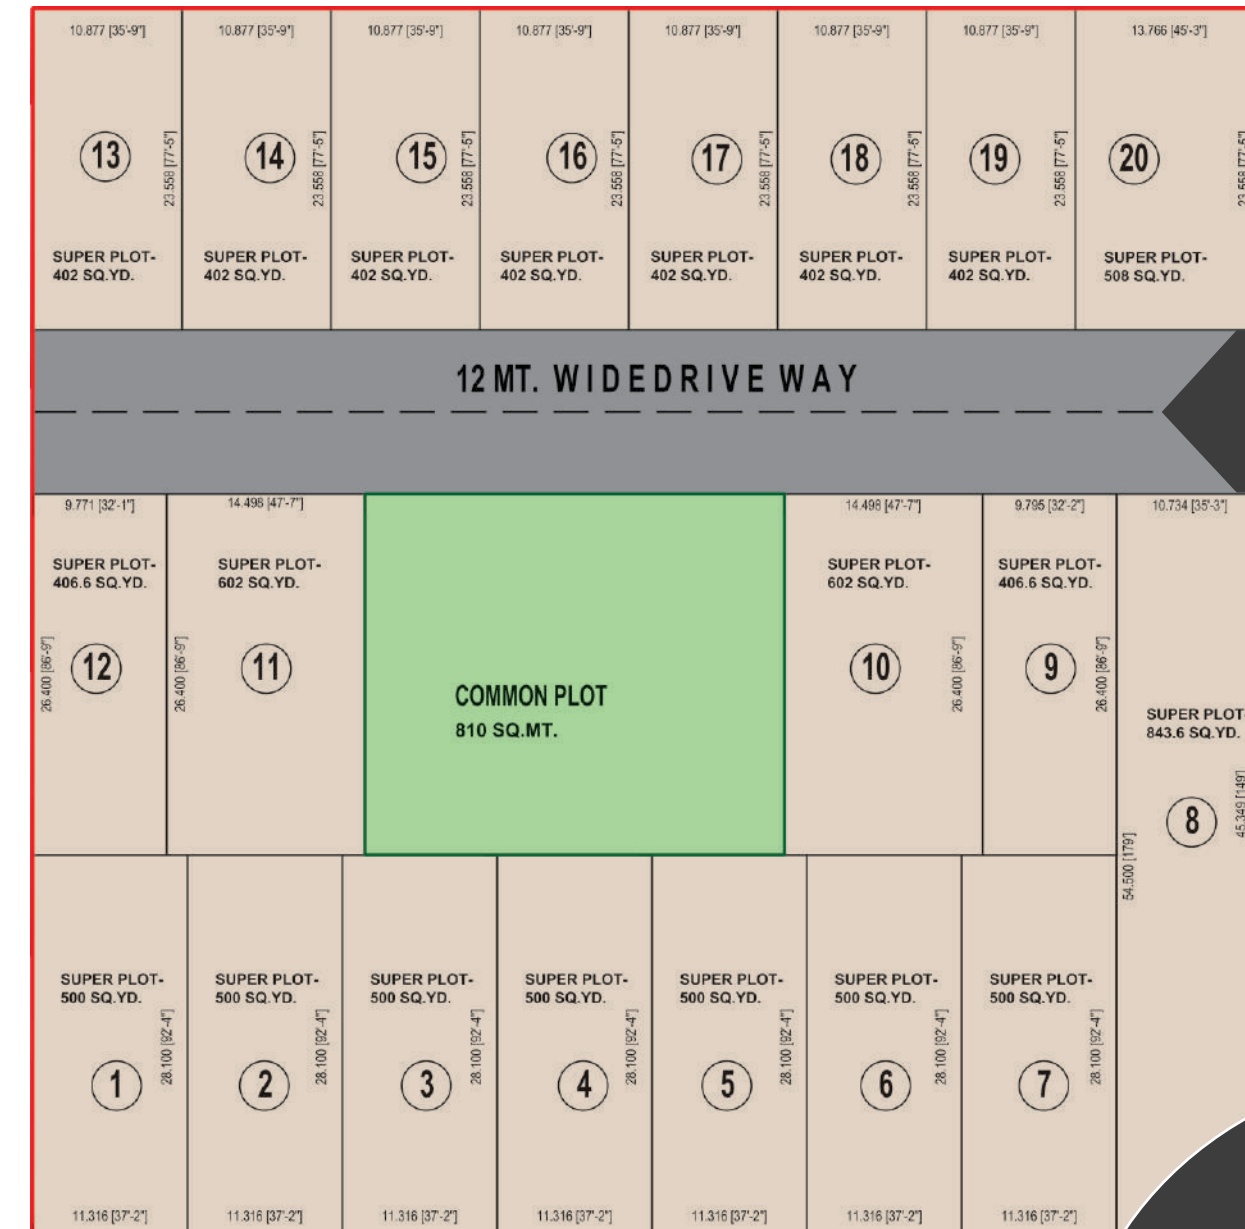 10.877 [35'-9"]
10.877 [35'-9"]
10.877 [35'-9"]
10.877 [35'-9"]
10.877 [35'-9"]
10.877 [35'-9"]
10.877 [35'-9"]
13.766 [45'-3"]
13
23.558 [77'-5"]
14
23.558 [77'-5"]
15
23.558 [77'-5"]
16
23.558 [77'-5"]
17
23.558 [77'-5"]
18
23.558 [77'-5"]
19
23.558 [77'-5"]
20
23.558 [77'-5"]
SUPER PLOT-
402 SQ.YD.
SUPER PLOT-
402 SQ.YD.
SUPER PLOT-
402 SQ.YD.
SUPER PLOT-
402 SQ.YD.
SUPER PLOT-
402 SQ.YD.
SUPER PLOT-
402 SQ.YD.
SUPER PLOT-
402 SQ.YD.
SUPER PLOT-
508 SQ.YD.
12 MT. WIDEDRIVE WAY
9.771 [32'-1"]
14.498 [47'-7"]
14.498 [47'-7"]
9.795 [32'-2"]
10.734 [35'-3"]
SUPER PLOT-
406.6 SQ.YD.
SUPER PLOT-
602 SQ.YD.
SUPER PLOT-
602 SQ.YD.
SUPER PLOT-
406.6 SQ.YD.
26.400 [86'-9"]
12
26.400 [86'-9"]
11
COMMON PLOT
810 SQ.MT.
10
26.400 [86'-9"]
9
26.400 [86'-9"]
SUPER PLOT
843.6 SQ.YD.
8
45.349 [149']
54.500 [179']
SUPER PLOT-
500 SQ.YD.
SUPER PLOT-
500 SQ.YD.
SUPER PLOT-
500 SQ.YD.
SUPER PLOT-
500 SQ.YD.
SUPER PLOT-
500 SQ.YD.
SUPER PLOT-
500 SQ.YD.
SUPER PLOT-
500 SQ.YD.
1
28.100 [92'-4"]
2
28.100 [92'-4"]
3
28.100 [92'-4"]
4
28.100 [92'-4"]
5
28.100 [92'-4"]
6
28.100 [92'-4"]
7
28.100 [92'-4"]
11.316 [37'-2"]
11.316 [37'-2"]
11.316 [37'-2"]
11.316 [37'-2"]
11.316 [37'-2"]
11.316 [37'-2"]
11.316 [37'-2"]